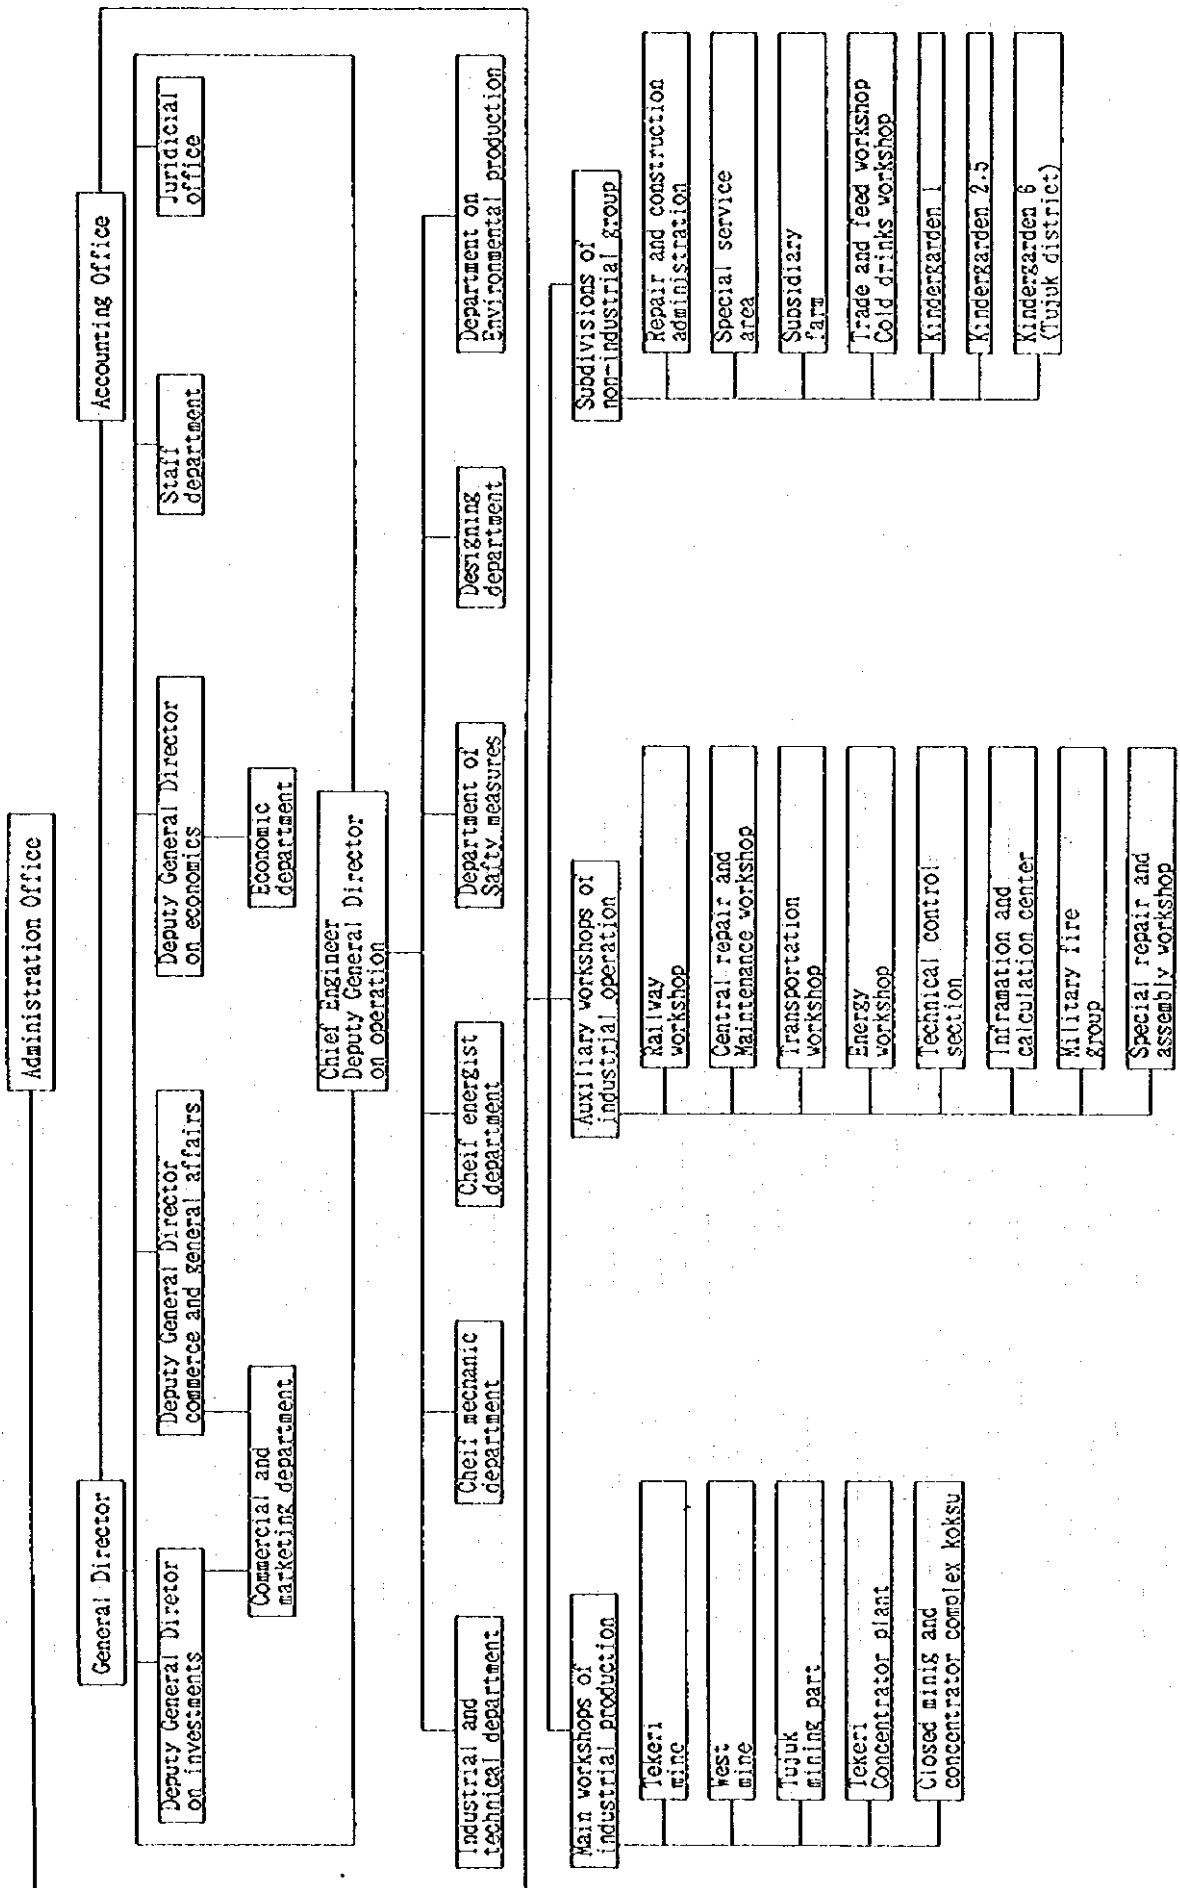 Administration Office
General Director
Accounting Office
Deputy General Diretor
on investments
Deputy General Director
commerce and general affairs
Deputy General Director
on economics
Staff
department
Juridicial
office
Commercial and
marketing department
Economic
department
Chief Engineer
Deputy General Director
on operation
Industrial and
technical department
Cheif mechanic
department
Cheif energist
department
Department of
Safty measures
Designing
department
Department on
Environmental production
Main workshops of
industrial production
Tekeri
mine
West
mine
Tujuk
mining part
Tekeri
Concentrator plant
Closed minig and
concentrator complex koksu
Auxiliary workshops of
industrial operation
Railway
workshop
Central repair and
Maintenance workshop
Transportation
workshop
Energy
workshop
Technical control
section
Inframation and
calculation center
Military fire
group
Special repair and
assembly workshop
Subdivisions of
non-industrial group
Repair and construction
administration
Special service
area
Subsidiary
farm
Trade and feed workshop
Cold drinks workshop
Kindergarden 1
Kindergarden 2.5
Kindergarden 6
(Tujuk district)